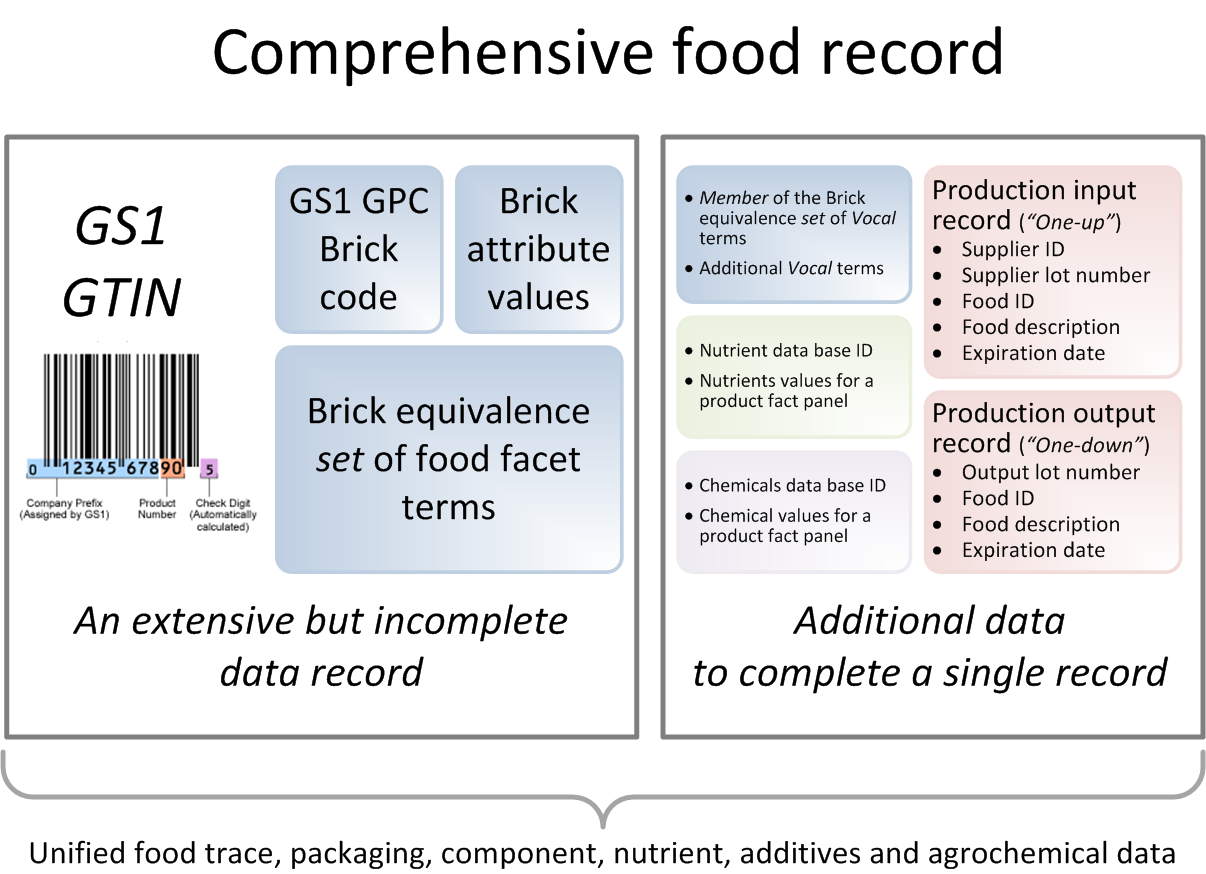 Comprehensive food record
GS1
GTIN
0 12345 67890 5
Company Prefix
(Assigned by GS1)
Product
Number
Check Digit
(Automatically
calculated)
GS1 GPC
Brick
code
Brick
attribute
values
Brick equivalence
set of food facet
terms
An extensive but incomplete
data record
• Member of the Brick
equivalence set of Vocal
terms
• Additional Vocal terms
• Nutrient data base ID
• Nutrients values for a
product fact panel
• Chemicals data base ID
• Chemical values for a
product fact panel
Production input
record (“One-up”)
• Supplier ID
• Supplier lot number
• Food ID
• Food description
• Expiration date
Production output
record (“One-down”)
• Output lot number
• Food ID
• Food description
• Expiration date
Additional data
to complete a single record
Unified food trace, packaging, component, nutrient, additives and agrochemical data